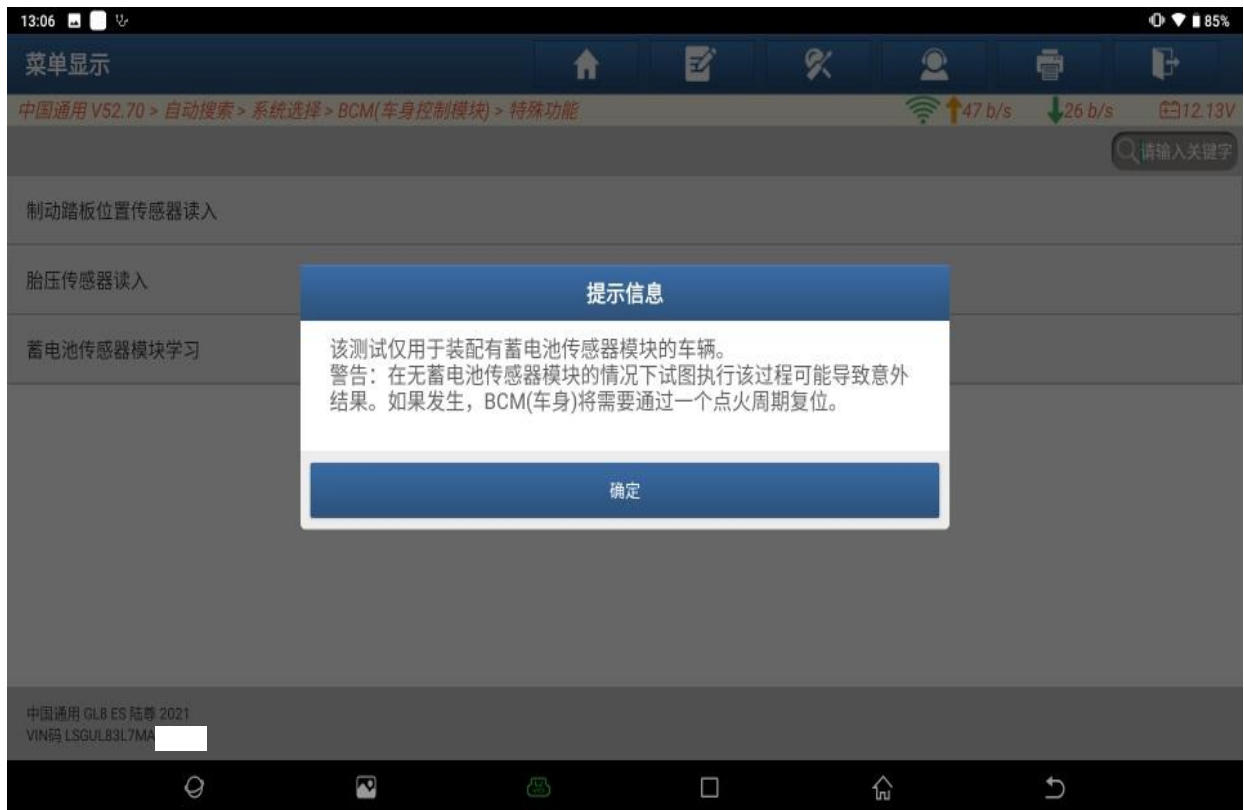 13:06
85%
菜单显示
中国通用 V52.70 > 自动搜索 > 系统选择 > BCM(车身控制模块) > 特殊功能
47 b/s
26 b/s
12.13V
请输入关键字
制动踏板位置传感器读入
胎压传感器读入
蓄电池传感器模块学习
提示信息
该测试仅用于装配有蓄电池传感器模块的车辆。
警告：在无蓄电池传感器模块的情况下试图执行该过程可能导致意外
结果。如果发生，BCM(车身)将需要通过一个点火周期复位。
确定
中国通用 GL8 ES 陆尊 2021
VIN码 LSGUL83L7MA